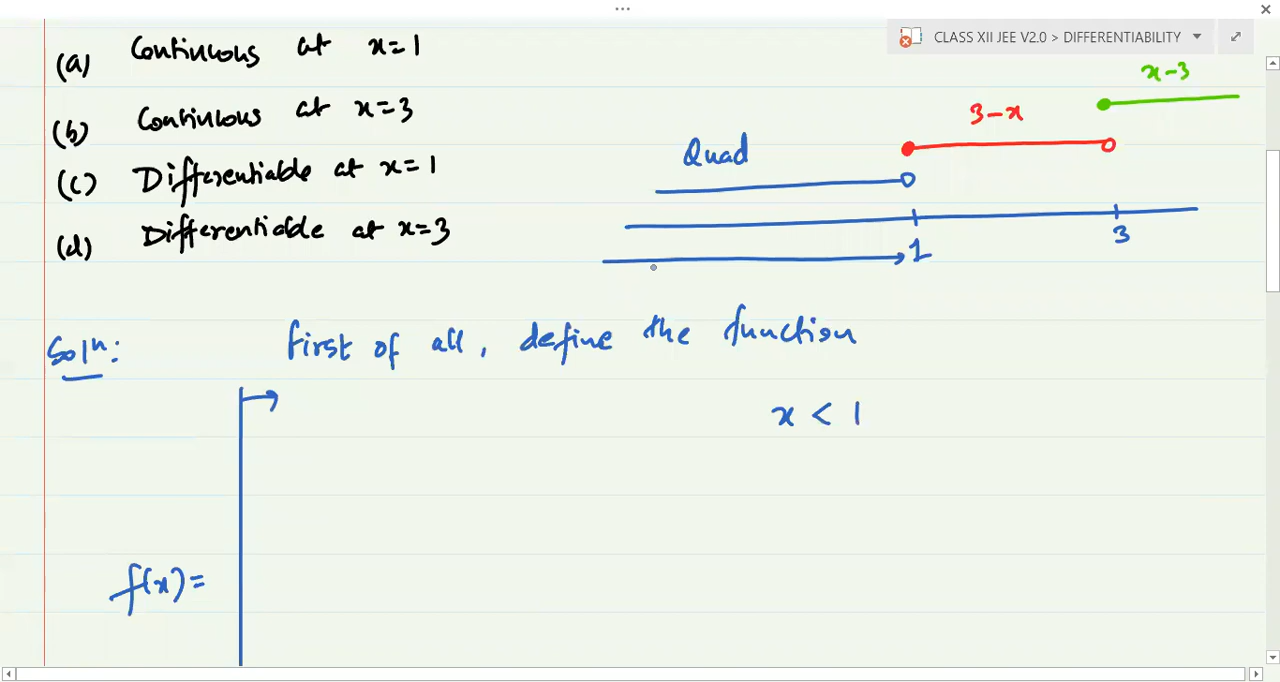 ...
CLASS XII JEE V2.0 > DIFFERENTIABILITY
(a) Continuous at x=1
(b) Continuous at x=3
(c) Differentiable at x=1
(d) Differentiable at x=3
x-3
3-x
Quad
1
3
Soln:
first of all, define the function
x < 1
f(x)=